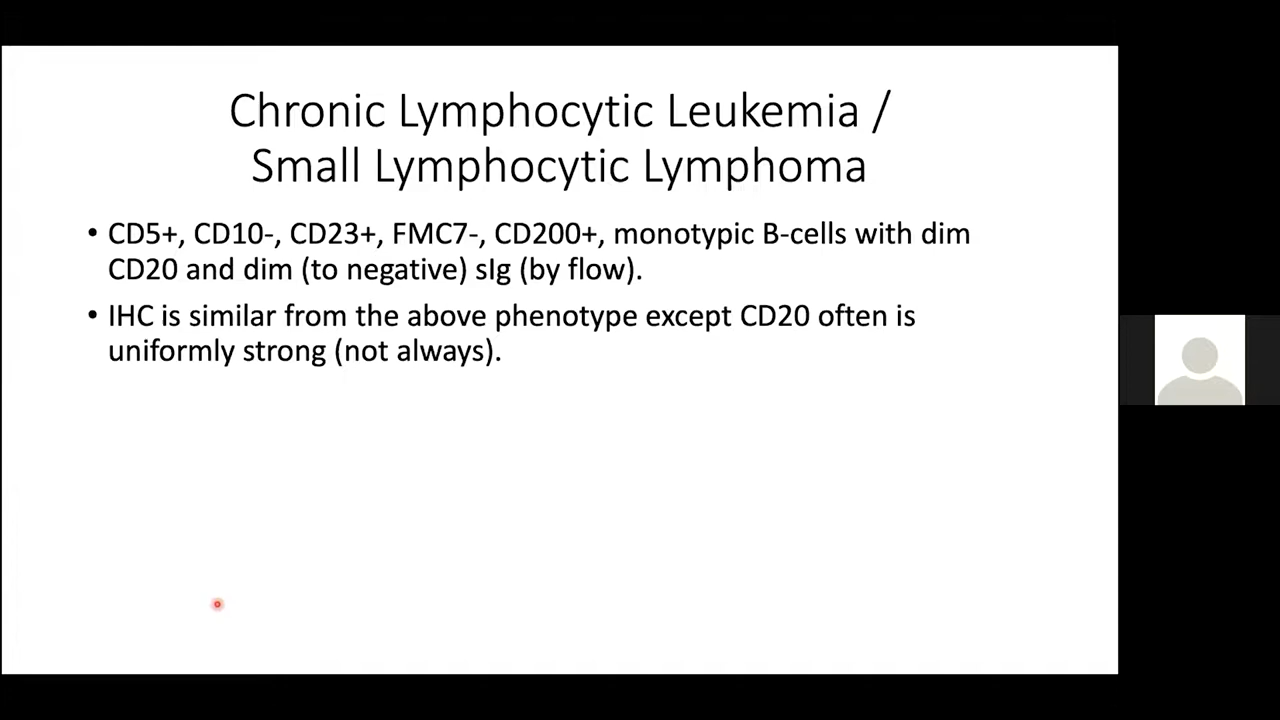 Chronic Lymphocytic Leukemia /
Small Lymphocytic Lymphoma
• CD5+, CD10-, CD23+, FMC7-, CD200+, monotypic B-cells with dim
CD20 and dim (to negative) sIg (by flow).
• IHC is similar from the above phenotype except CD20 often is
uniformly strong (not always).